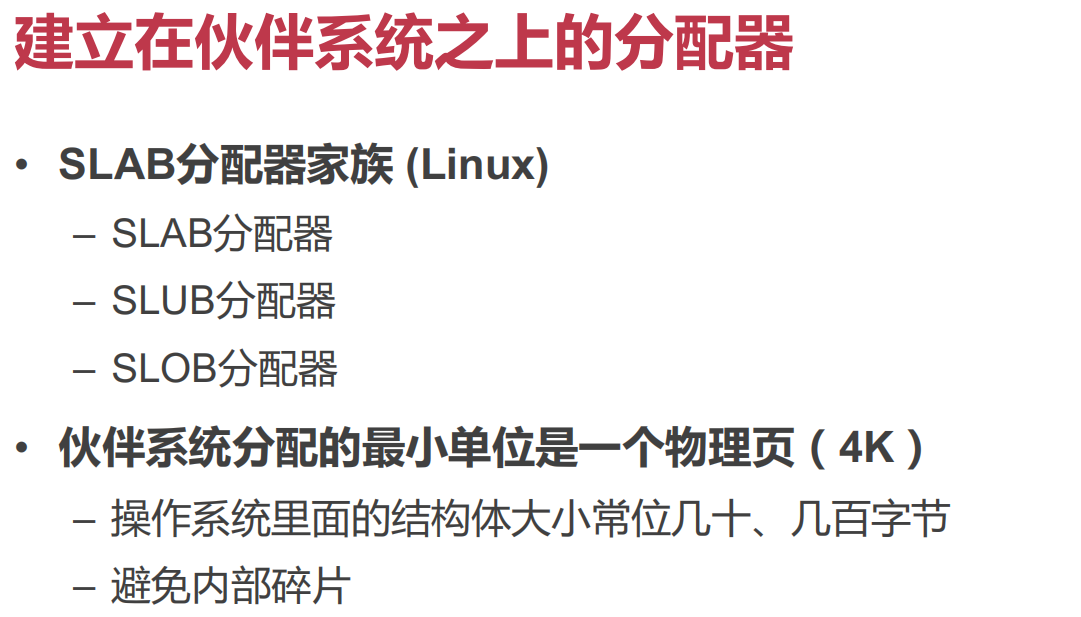 建立在伙伴系统之上的分配器
• SLAB分配器家族 (Linux)
– SLAB分配器
– SLUB分配器
– SLOB分配器
• 伙伴系统分配的最小单位是一个物理页（4K）
– 操作系统里面的结构体大小常位几十、几百字节
– 避免内部碎片